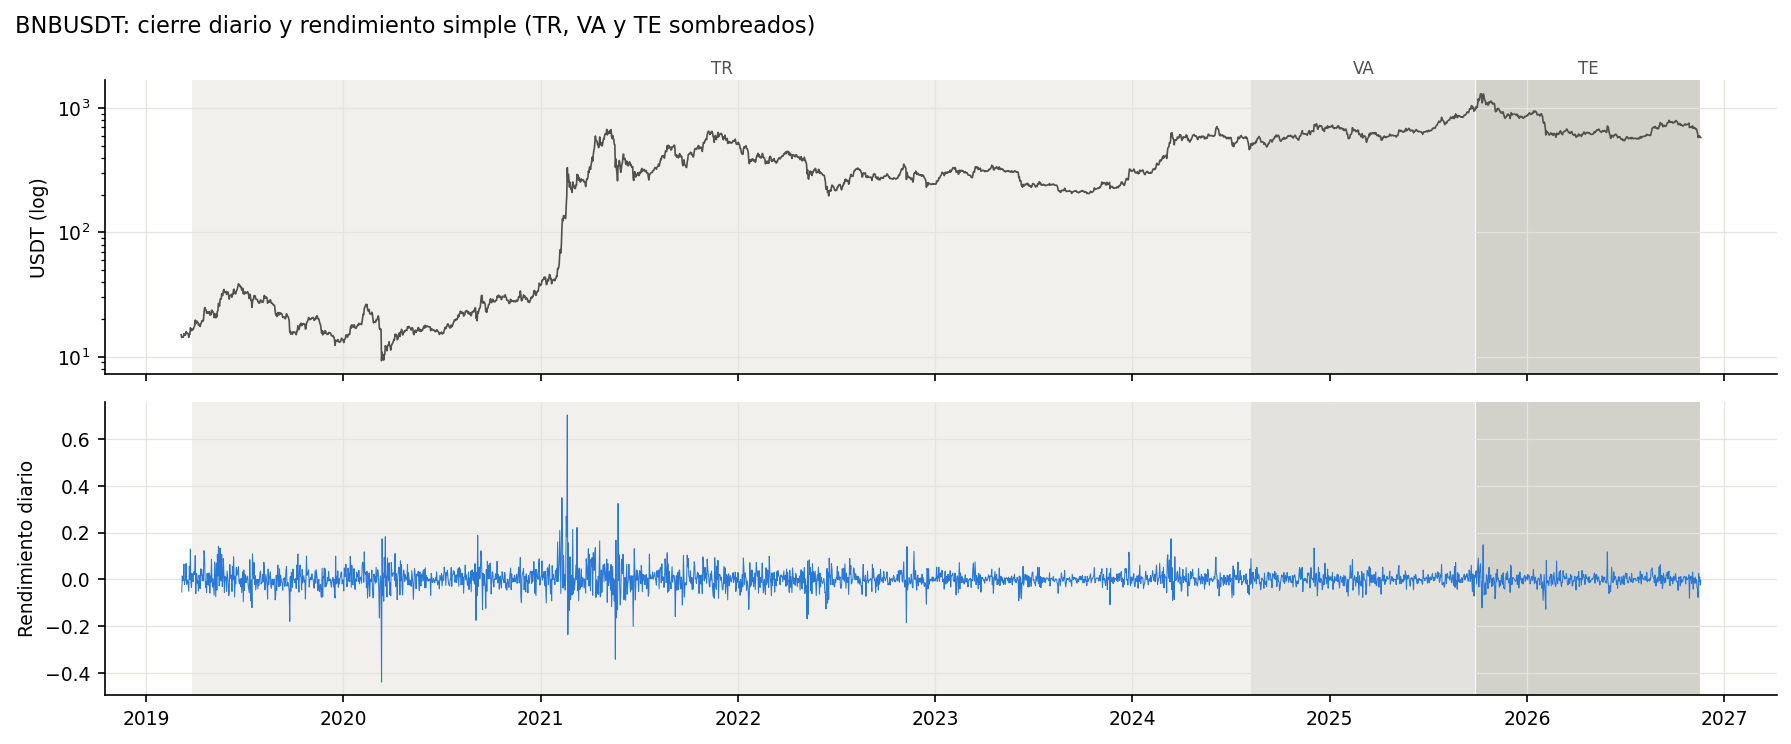 BNBUSDT: cierre diario y rendimiento simple (TR, VA y TE sombreados)
TR VA TE
USDT (log)
10³
10²
10¹
Rendimiento diario
0.6
0.4
0.2
0.0
−0.2
−0.4
2019 2020 2021 2022 2023 2024 2025 2026 2027